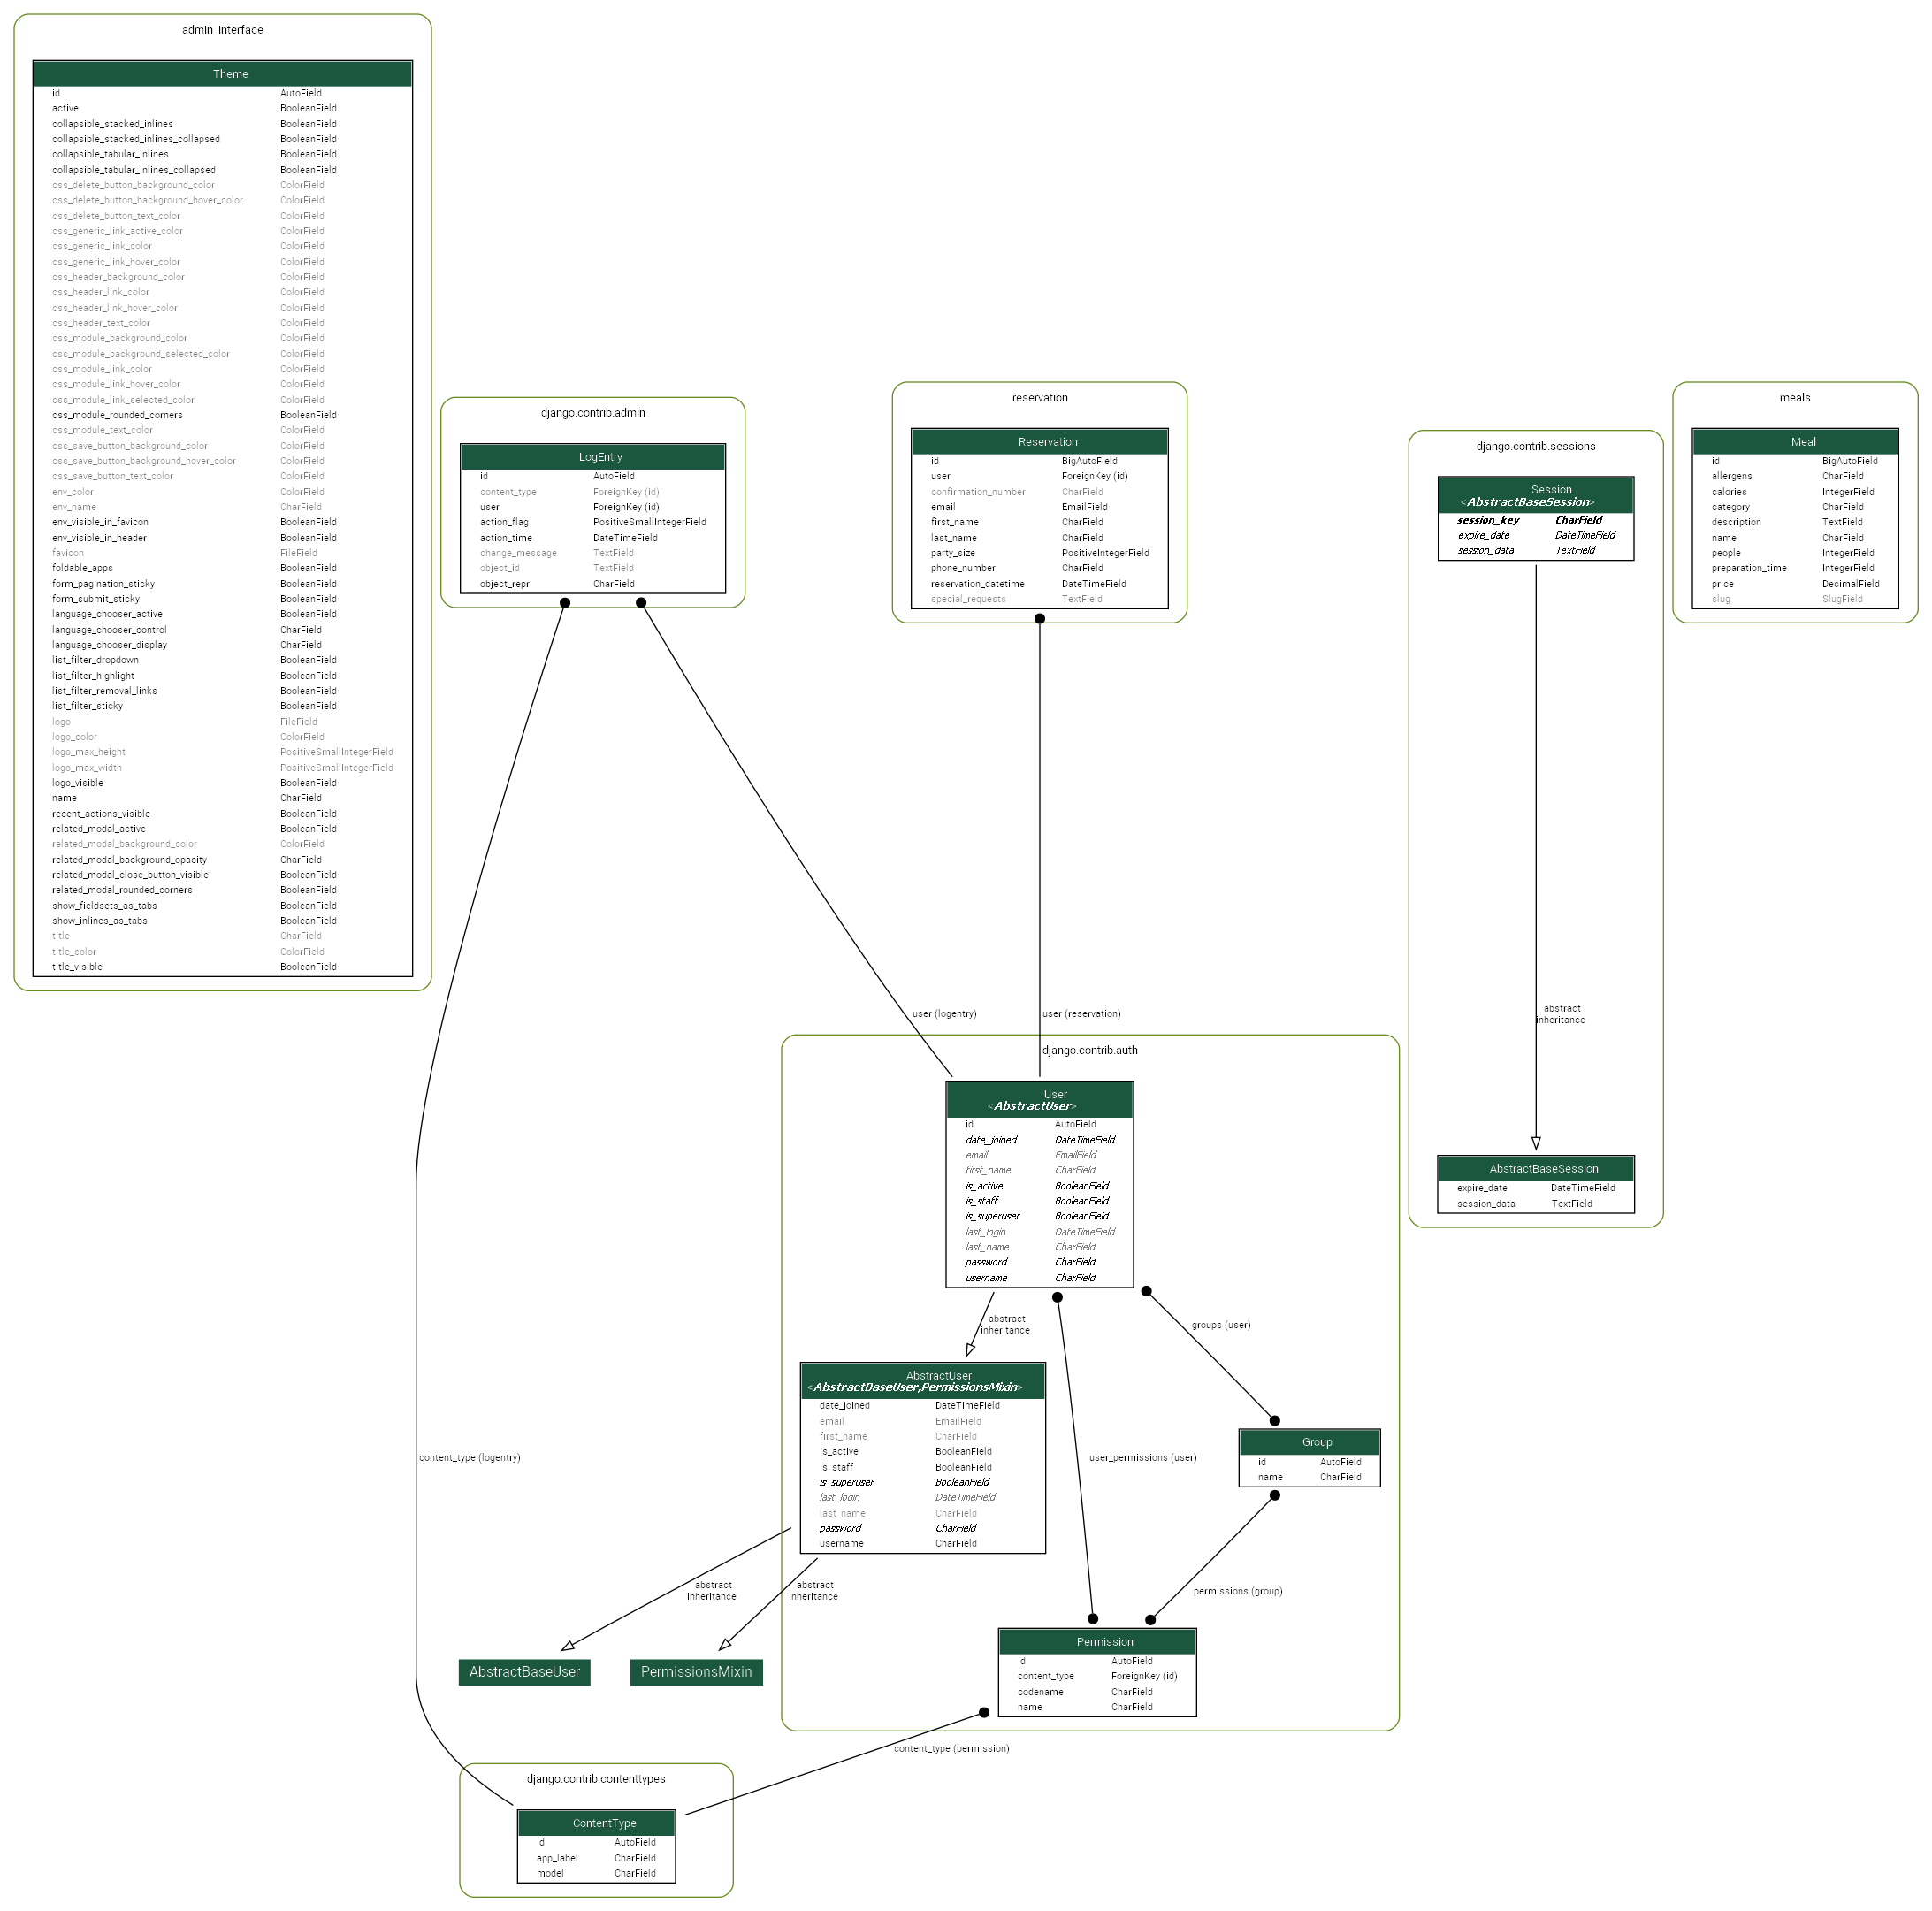 admin_interface
Theme
id AutoField
active BooleanField
collapsible_stacked_inlines BooleanField
collapsible_stacked_inlines_collapsed BooleanField
collapsible_tabular_inlines BooleanField
collapsible_tabular_inlines_collapsed BooleanField
css_delete_button_background_color ColorField
css_delete_button_background_hover_color ColorField
css_delete_button_text_color ColorField
css_generic_link_active_color ColorField
css_generic_link_color ColorField
css_generic_link_hover_color ColorField
css_header_background_color ColorField
css_header_link_color ColorField
css_header_link_hover_color ColorField
css_header_text_color ColorField
css_module_background_color ColorField
css_module_background_selected_color ColorField
css_module_link_color ColorField
css_module_link_hover_color ColorField
css_module_link_selected_color ColorField
css_module_rounded_corners BooleanField
css_module_text_color ColorField
css_save_button_background_color ColorField
css_save_button_background_hover_color ColorField
css_save_button_text_color ColorField
env_color ColorField
env_name CharField
env_visible_in_favicon BooleanField
env_visible_in_header BooleanField
favicon FileField
foldable_apps BooleanField
form_pagination_sticky BooleanField
form_submit_sticky BooleanField
language_chooser_active BooleanField
language_chooser_control CharField
language_chooser_display CharField
list_filter_dropdown BooleanField
list_filter_highlight BooleanField
list_filter_removal_links BooleanField
list_filter_sticky BooleanField
logo FileField
logo_color ColorField
logo_max_height PositiveSmallIntegerField
logo_max_width PositiveSmallIntegerField
logo_visible BooleanField
name CharField
recent_actions_visible BooleanField
related_modal_active BooleanField
related_modal_background_color ColorField
related_modal_background_opacity CharField
related_modal_close_button_visible BooleanField
related_modal_rounded_corners BooleanField
show_fieldsets_as_tabs BooleanField
show_inlines_as_tabs BooleanField
title CharField
title_color ColorField
title_visible BooleanField
django.contrib.admin
LogEntry
id AutoField
content_type ForeignKey (id)
user ForeignKey (id)
action_flag PositiveSmallIntegerField
action_time DateTimeField
change_message TextField
object_id TextField
object_repr CharField
reservation
Reservation
id BigAutoField
user ForeignKey (id)
confirmation_number CharField
email EmailField
first_name CharField
last_name CharField
party_size PositiveIntegerField
phone_number CharField
reservation_datetime DateTimeField
special_requests TextField
django.contrib.sessions
Session
<AbstractBaseSession>
session_key CharField
expire_date DateTimeField
session_data TextField
meals
Meal
id BigAutoField
allergens CharField
calories IntegerField
category CharField
description TextField
name CharField
people IntegerField
preparation_time IntegerField
price DecimalField
slug SlugField
user (logentry)
user (reservation)
abstract
inheritance
AbstractBaseSession
expire_date DateTimeField
session_data TextField
django.contrib.auth
User
<AbstractUser>
id AutoField
date_joined DateTimeField
email EmailField
first_name CharField
is_active BooleanField
is_staff BooleanField
is_superuser BooleanField
last_login DateTimeField
last_name CharField
password CharField
username CharField
abstract
inheritance
groups (user)
AbstractUser
<AbstractBaseUser,PermissionsMixin>
date_joined DateTimeField
email EmailField
first_name CharField
is_active BooleanField
is_staff BooleanField
is_superuser BooleanField
last_login DateTimeField
last_name CharField
password CharField
username CharField
content_type (logentry)
user_permissions (user)
Group
id AutoField
name CharField
abstract
inheritance
abstract
inheritance
permissions (group)
AbstractBaseUser
PermissionsMixin
Permission
id AutoField
content_type ForeignKey (id)
codename CharField
name CharField
content_type (permission)
django.contrib.contenttypes
ContentType
id AutoField
app_label CharField
model CharField